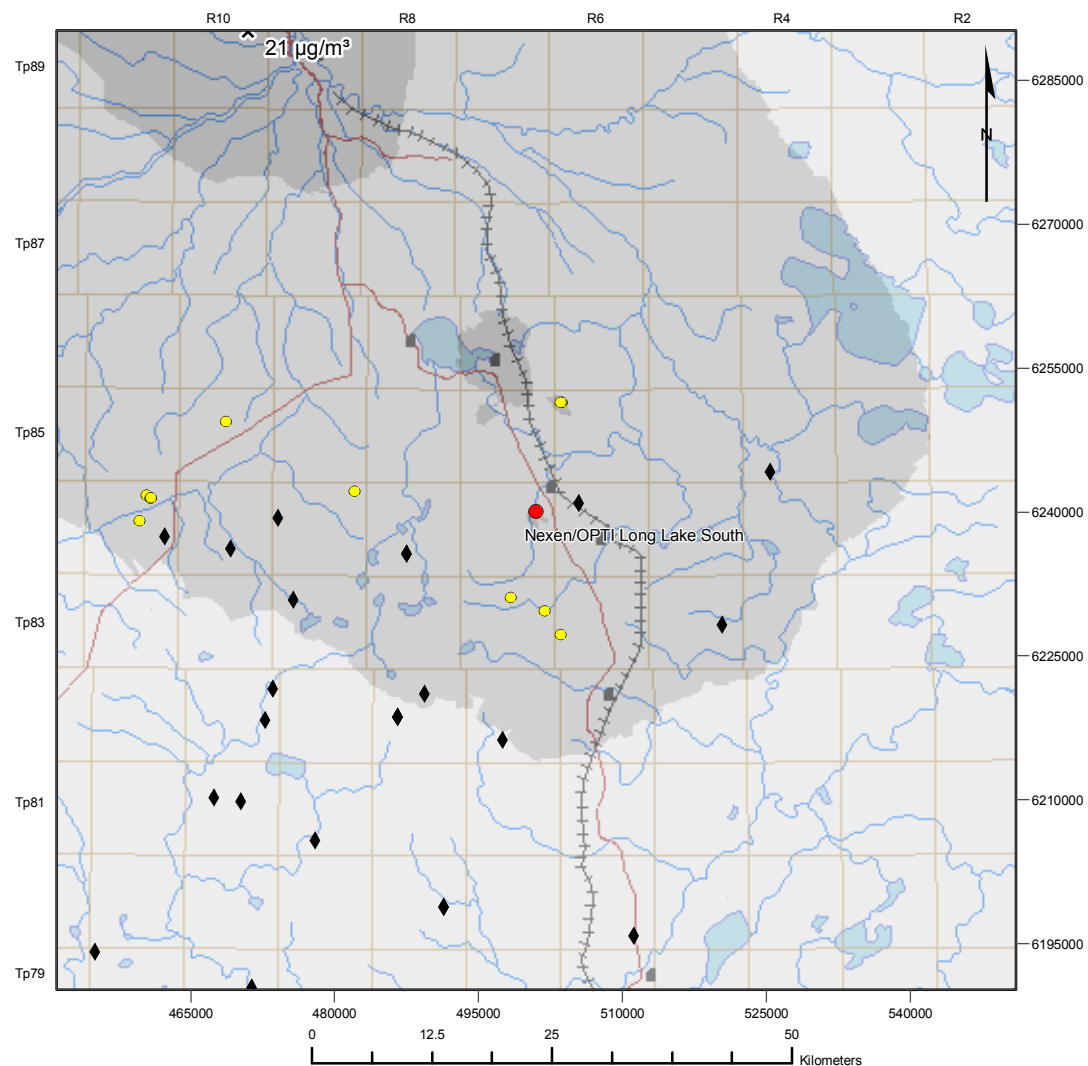 R10 R8 R6 R4 R2
21 µg/m³
Tp89
6285000
N
6270000
Tp87
6255000
Tp85
6240000
Nexen/OPTI Long Lake South
Tp83
6225000
Tp81
6210000
6195000
Tp79
465000 480000 495000 510000 525000 540000
0 12.5 25 50
Kilometers